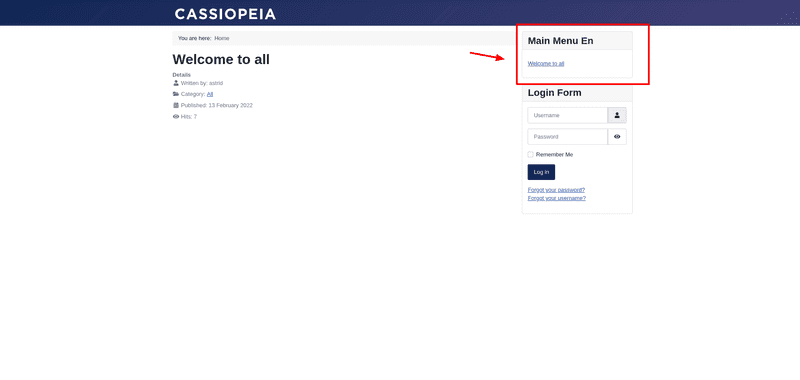 CASSIOPEIA
You are here: Home
Welcome to all
Details
Written by: astrid
Category: All
Published: 13 February 2022
Hits: 7
Main Menu En
Welcome to all
Login Form
Username
Password
Remember Me
Log in
Forgot your password?
Forgot your username?